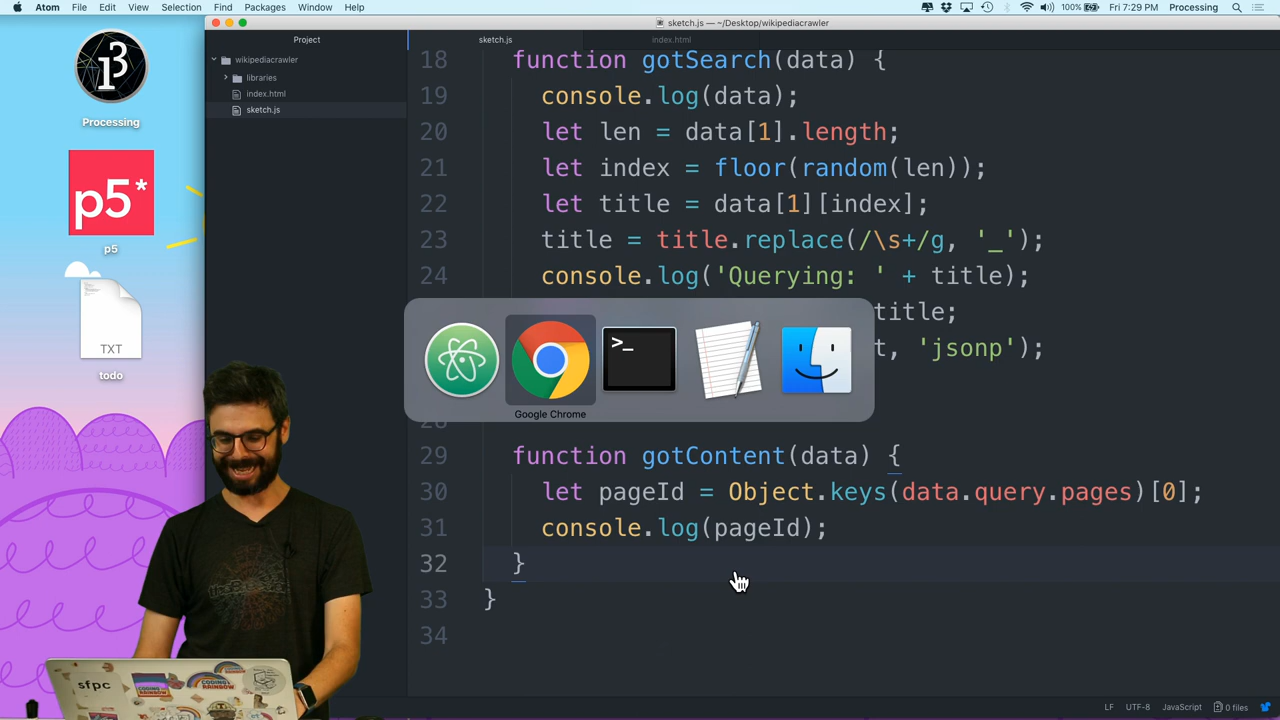 Atom File Edit View Selection Find Packages Window Help
100% Fri 7:29 PM Processing
sketch.js — ~/Desktop/wikipediacrawler
Project
sketch.js
index.html
wikipediacrawler
libraries
index.html
sketch.js
Processing
p5*
p5
TXT
todo
18 function gotSearch(data) {
19 console.log(data);
20 let len = data[1].length;
21 let index = floor(random(len));
22 let title = data[1][index];
23 title = title.replace(/\s+/g, '_');
24 console.log('Querying: ' + title);
title;
t, 'jsonp');
>_
Google Chrome
29 function gotContent(data) {
30 let pageId = Object.keys(data.query.pages)[0];
31 console.log(pageId);
32 }
33 }
34
sfpc
LF UTF-8 JavaScript 0 files